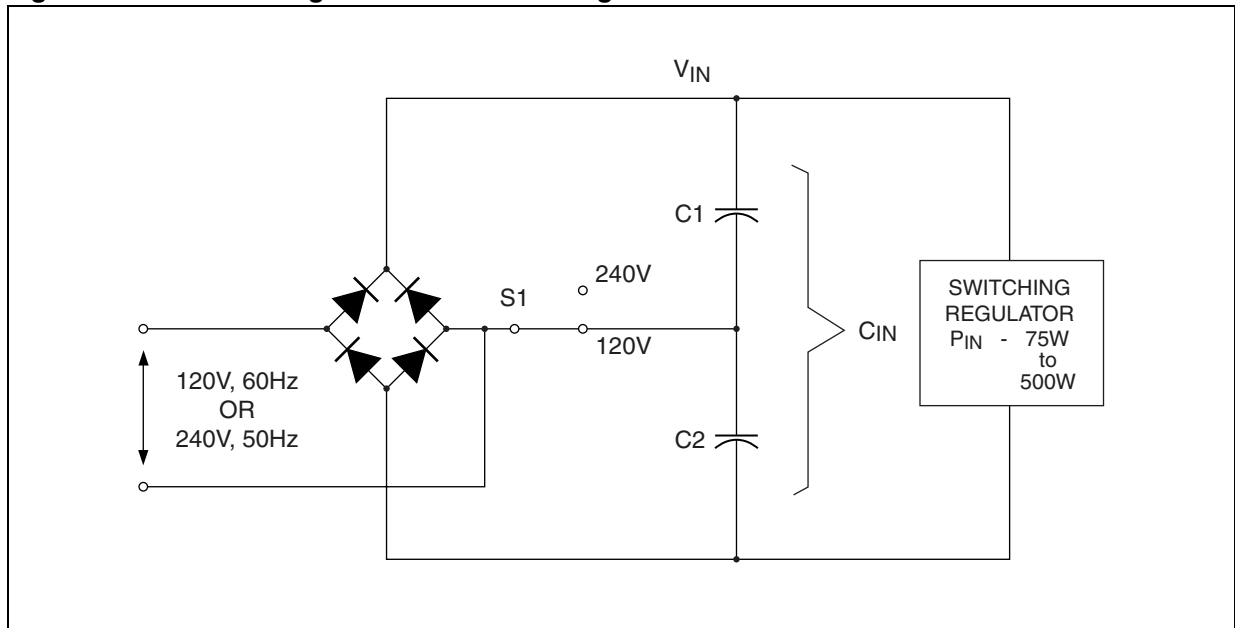 VIN
C1
240V
S1
120V
CIN
SWITCHING
REGULATOR
PIN - 75W
to
500W
120V, 60Hz
OR
240V, 50Hz
C2